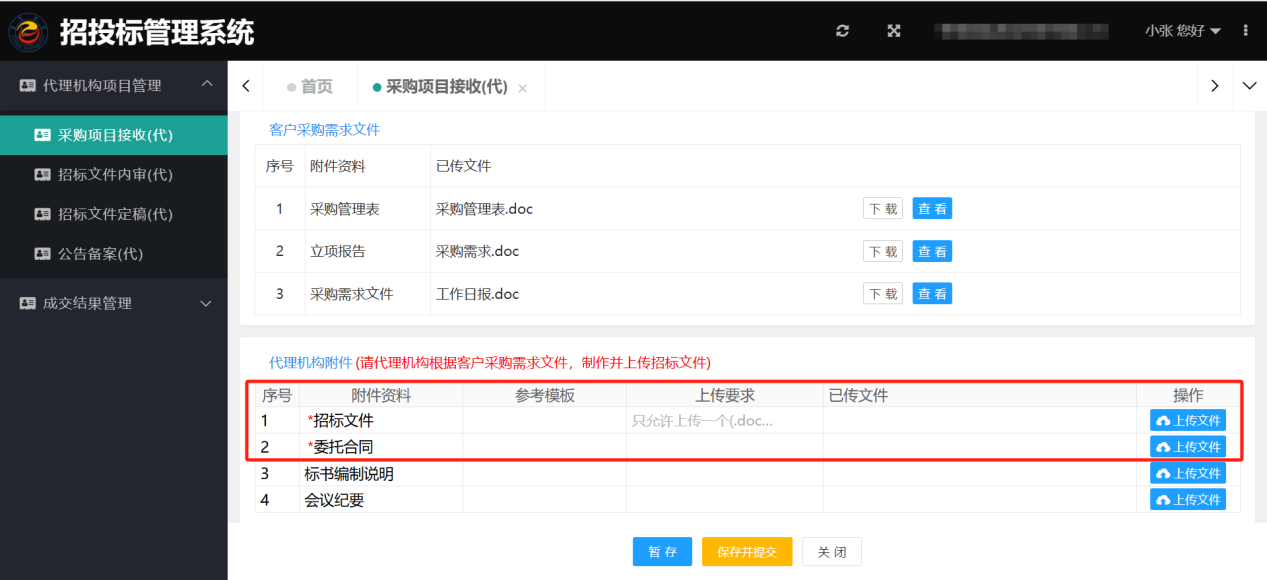 招投标管理系统
小张 您好
代理机构项目管理
采购项目接收(代)
招标文件内审(代)
招标文件定稿(代)
公告备案(代)
成交结果管理
首页 采购项目接收(代)
客户采购需求文件
序号 附件资料 已传文件
1 采购管理表 采购管理表.doc 下 载 查 看
2 立项报告 采购需求.doc 下 载 查 看
3 采购需求文件 工作日报.doc 下 载 查 看
代理机构附件 (请代理机构根据客户采购需求文件，制作并上传招标文件)
序号 附件资料 参考模板 上传要求 已传文件 操作
1 *招标文件 只允许上传一个(.doc... 上传文件
2 *委托合同 上传文件
3 标书编制说明 上传文件
4 会议纪要 上传文件
暂 存 保存并提交 关 闭